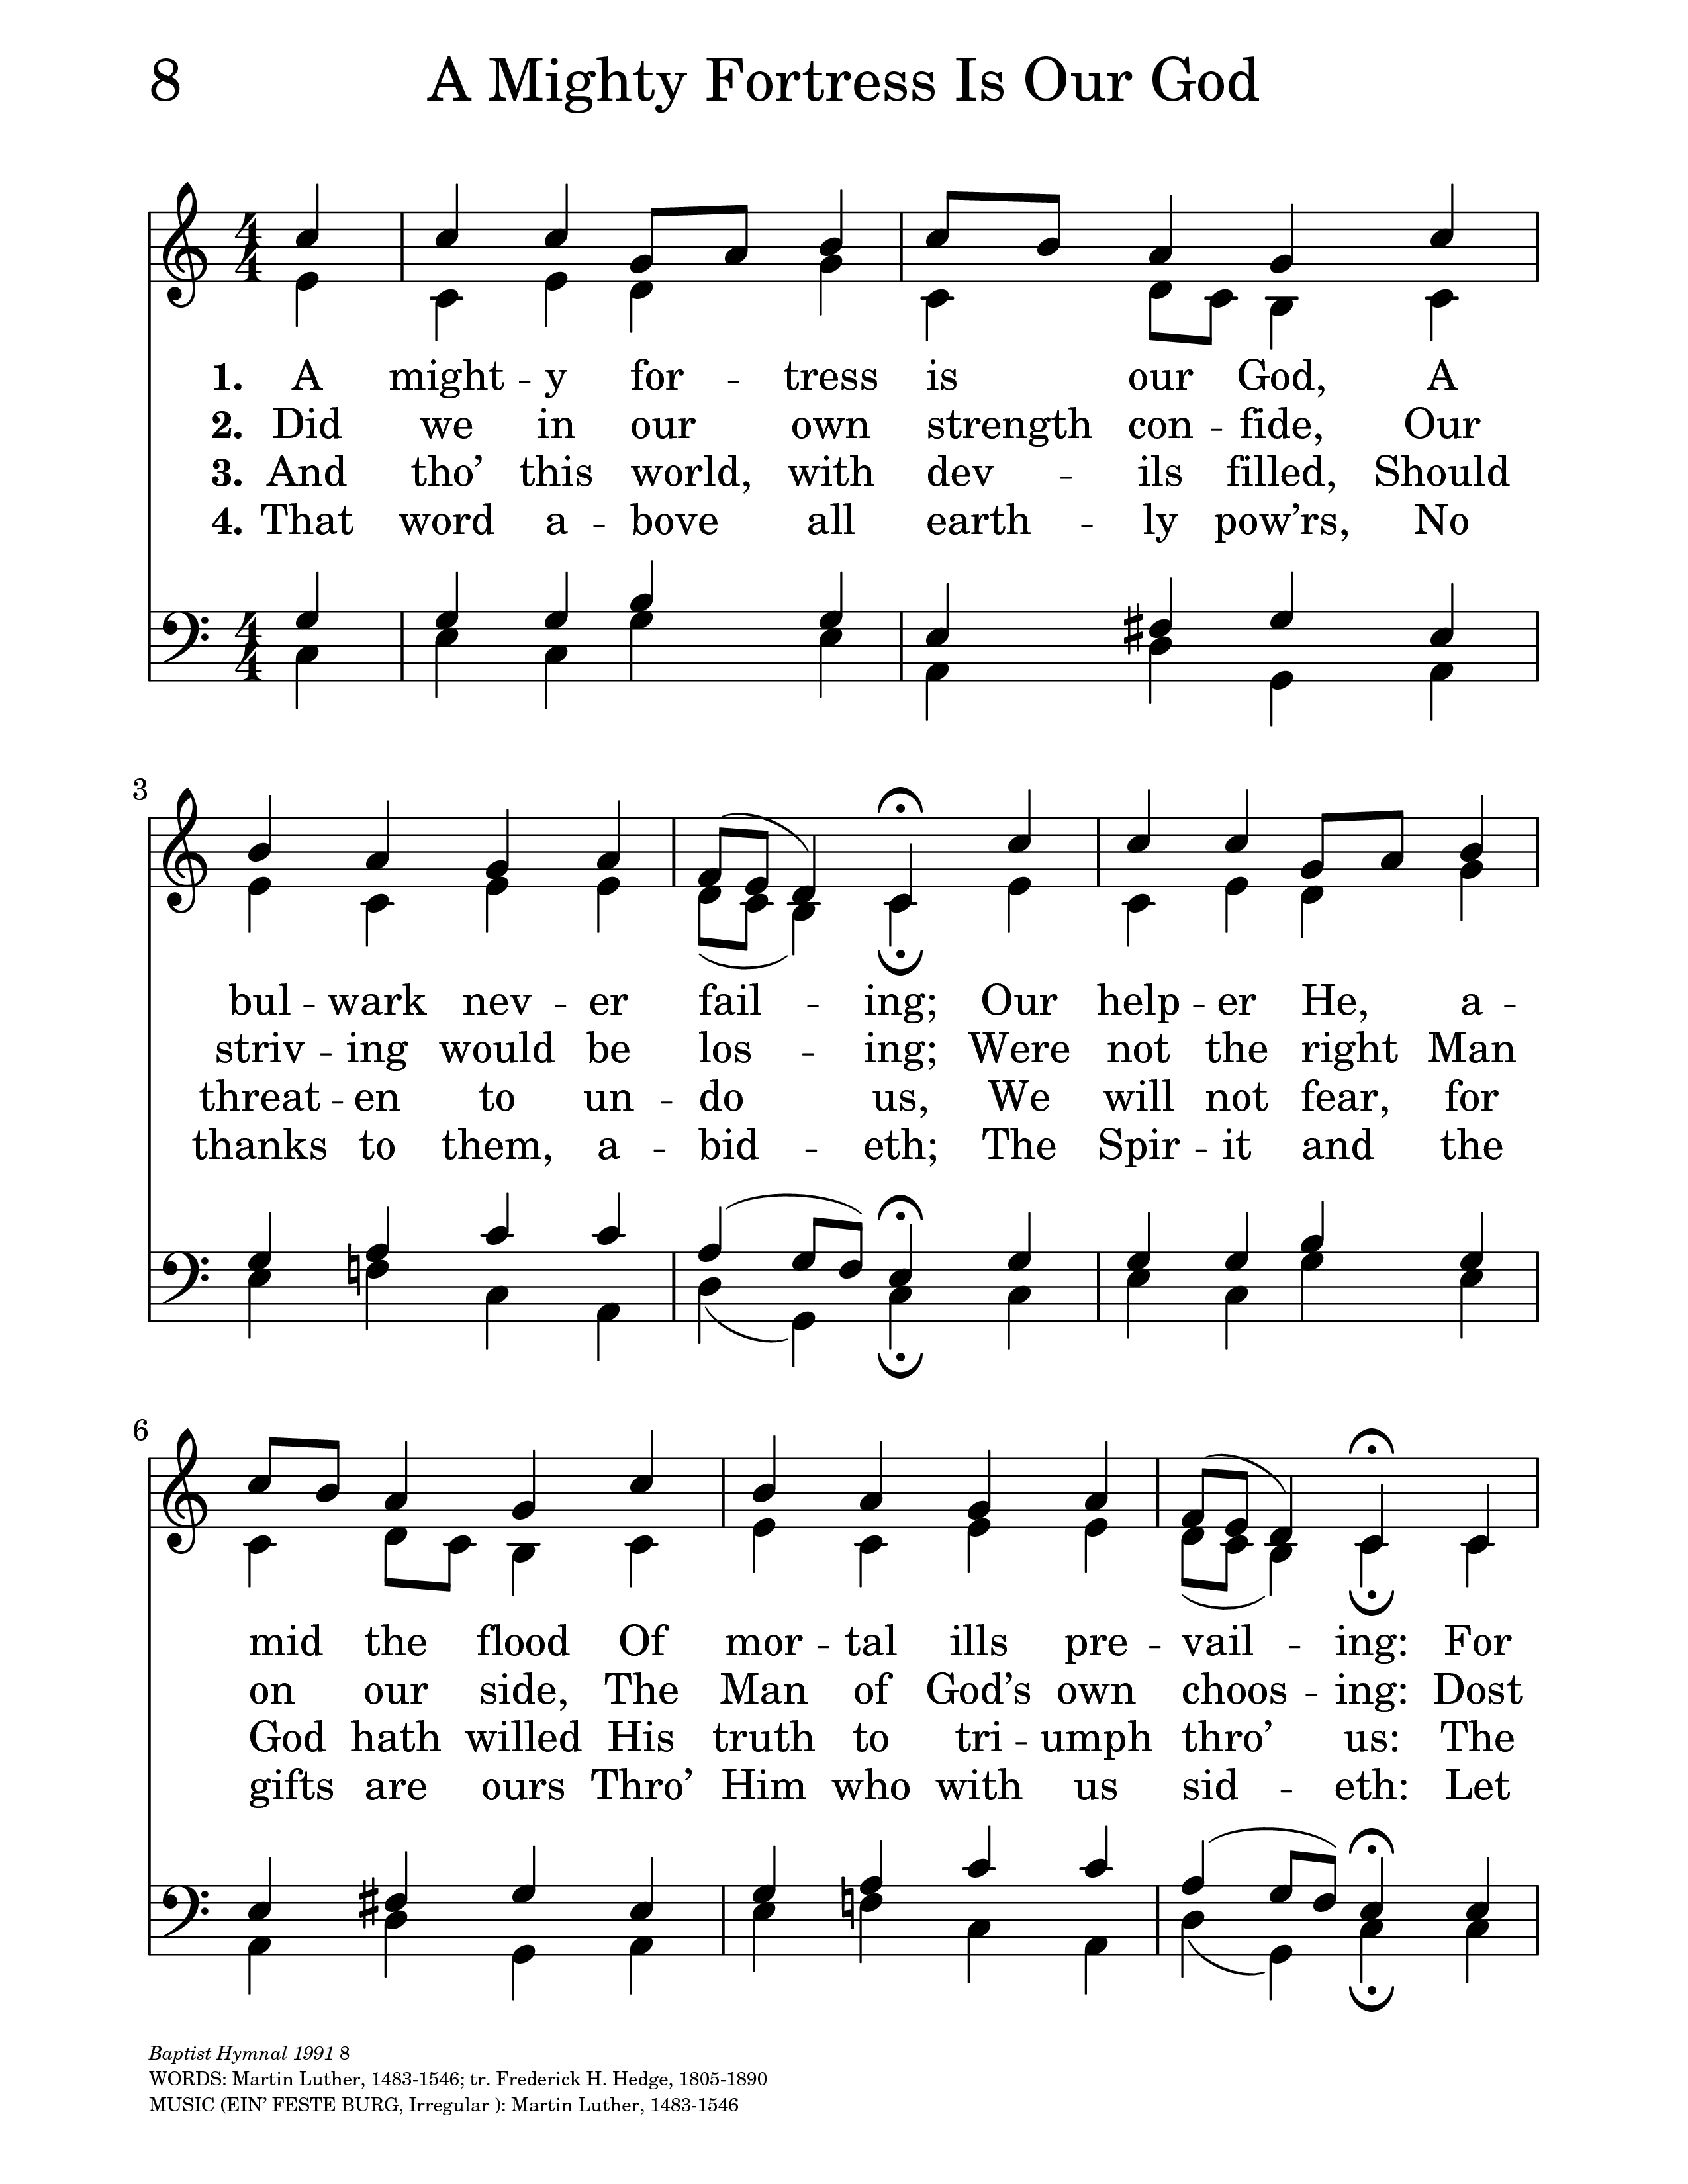 8 A Mighty Fortress Is Our God
4 4
1. A might - y for - tress is our God, A
2. Did we in our own strength con - fide, Our
3. And tho’ this world, with dev - ils filled, Should
4. That word a - bove all earth - ly pow’rs, No
4 4
3
bul - wark nev - er fail - ing; Our help - er He, a -
striv - ing would be los - ing; Were not the right Man
threat - en to un - do us, We will not fear, for
thanks to them, a - bid - eth; The Spir - it and the
6
mid the flood Of mor - tal ills pre - vail - ing: For
on our side, The Man of God’s own choos - ing: Dost
God hath willed His truth to tri - umph thro’ us: The
gifts are ours Thro’ Him who with us sid - eth: Let
Baptist Hymnal 1991 8
WORDS: Martin Luther, 1483-1546; tr. Frederick H. Hedge, 1805-1890
MUSIC (EIN’ FESTE BURG, Irregular ): Martin Luther, 1483-1546